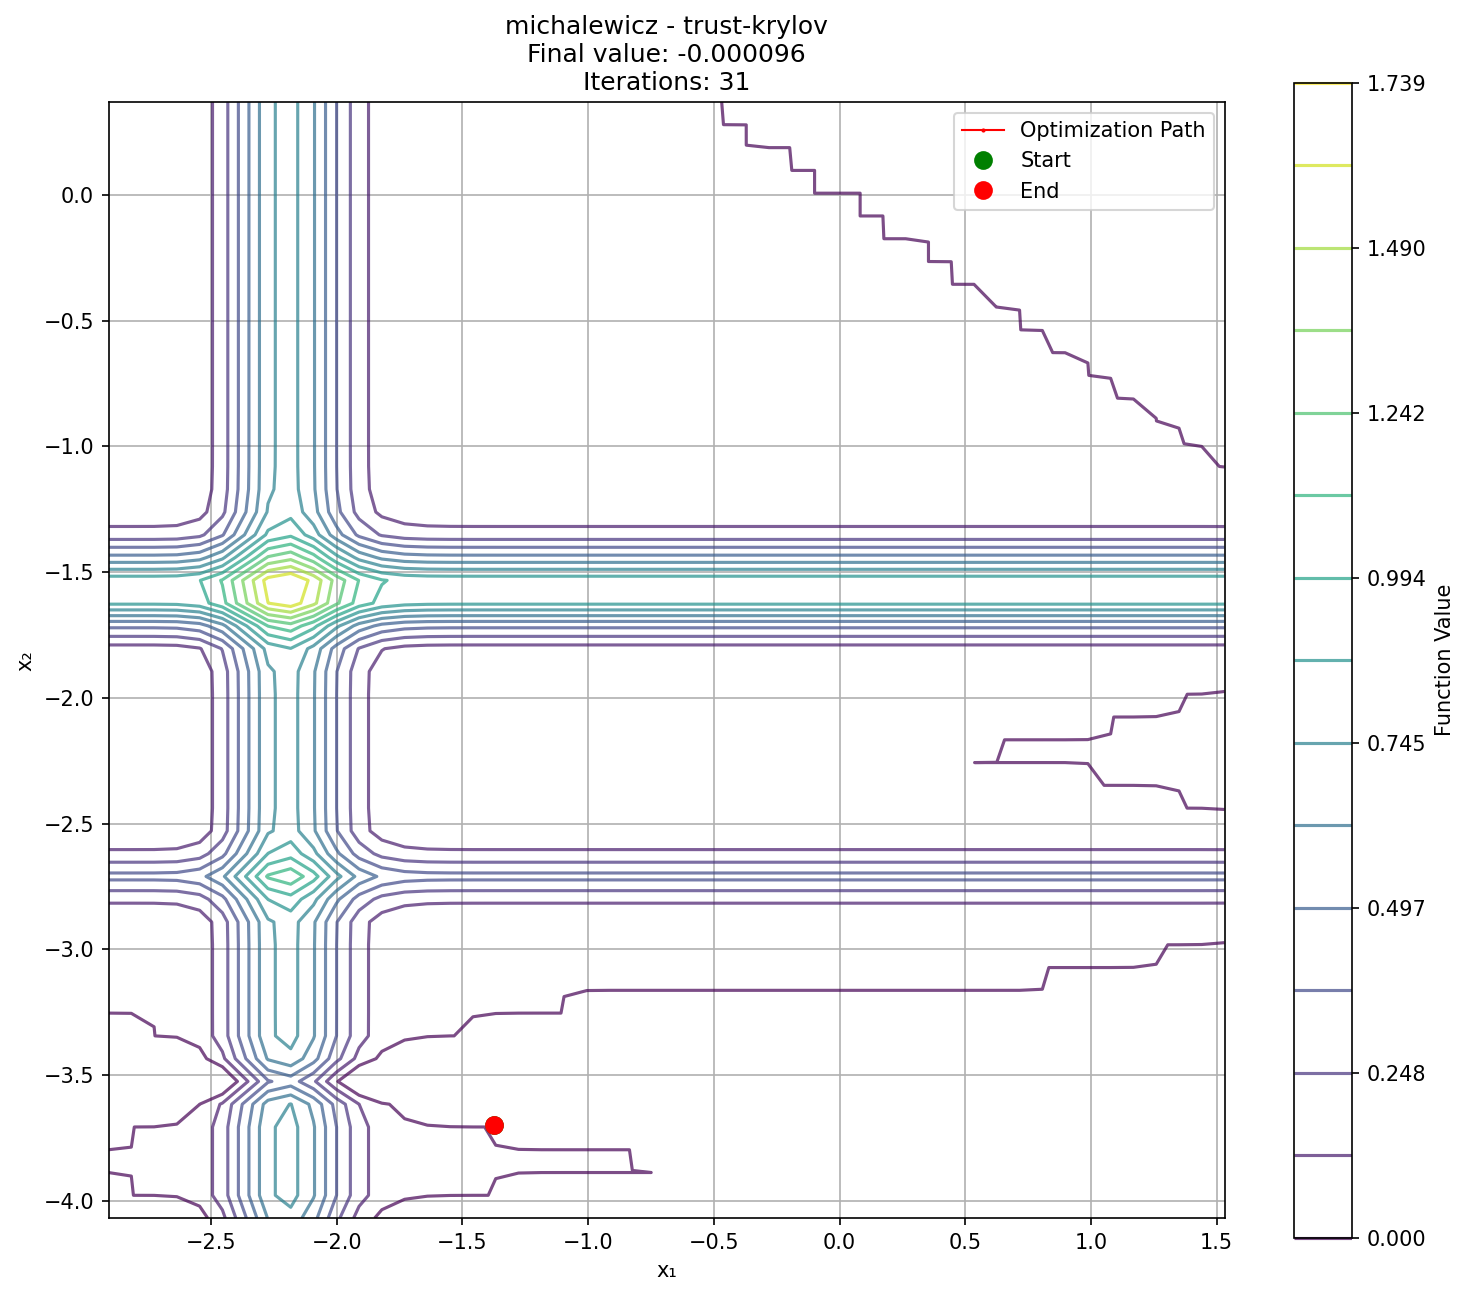 michalewicz - trust-krylov
Final value: -0.000096
Iterations: 31
Optimization Path
Start
End
0.0
−0.5
−1.0
−1.5
−2.0
−2.5
−3.0
−3.5
−4.0
x₂
−2.5
−2.0
−1.5
−1.0
−0.5
0.0
0.5
1.0
1.5
x₁
1.739
1.490
1.242
0.994
0.745
0.497
0.248
0.000
Function Value